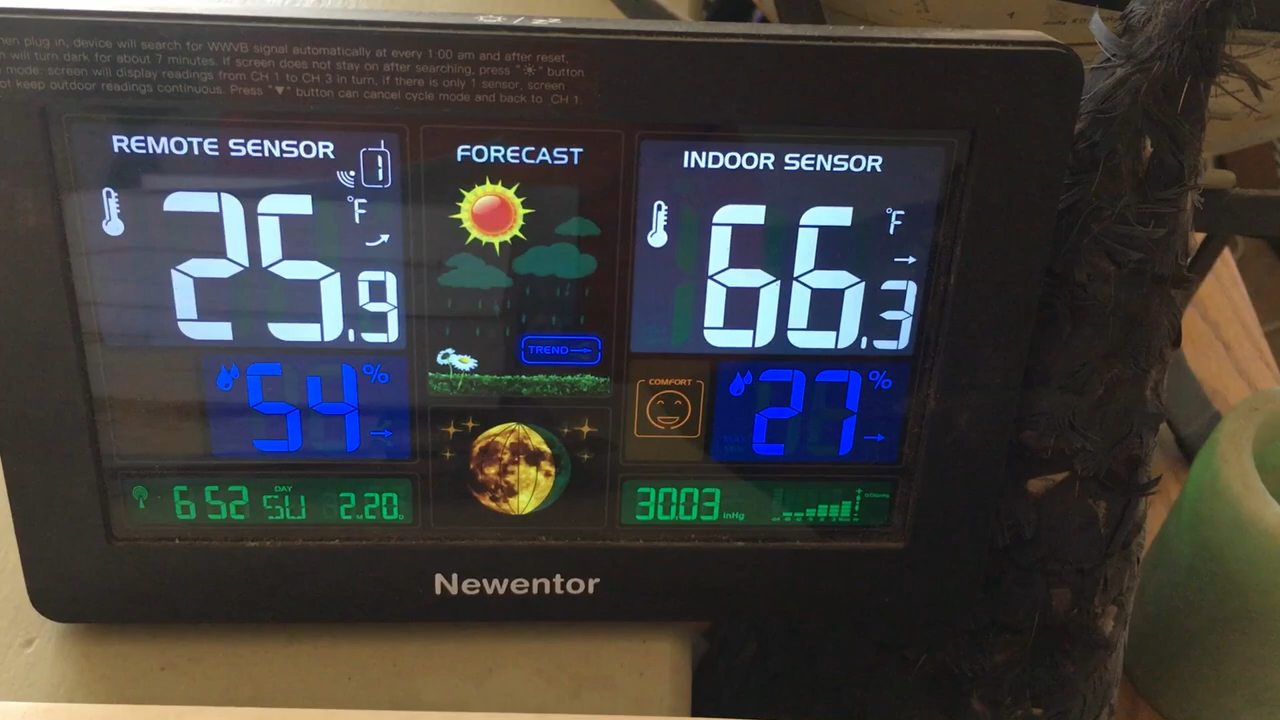 hen plug in, device will search for WWVB signal automatically at every 1:00 am and after reset,
will turn dark for about 7 minutes. if screen does not stay on after searching, press "☀" button
mode: screen will display readings from CH 1 to CH 3 in turn, if there is only 1 sensor, screen
ot keep outdoor readings continuous. Press "▼" button can cancel cycle mode and back to CH 1.
REMOTE SENSOR
1
25.9 °F
54 %
FORECAST
TREND
INDOOR SENSOR
66.3 °F
COMFORT
27 %
6 52
DAY
SU
2 M 20 D
30.03 inHg
Newentor